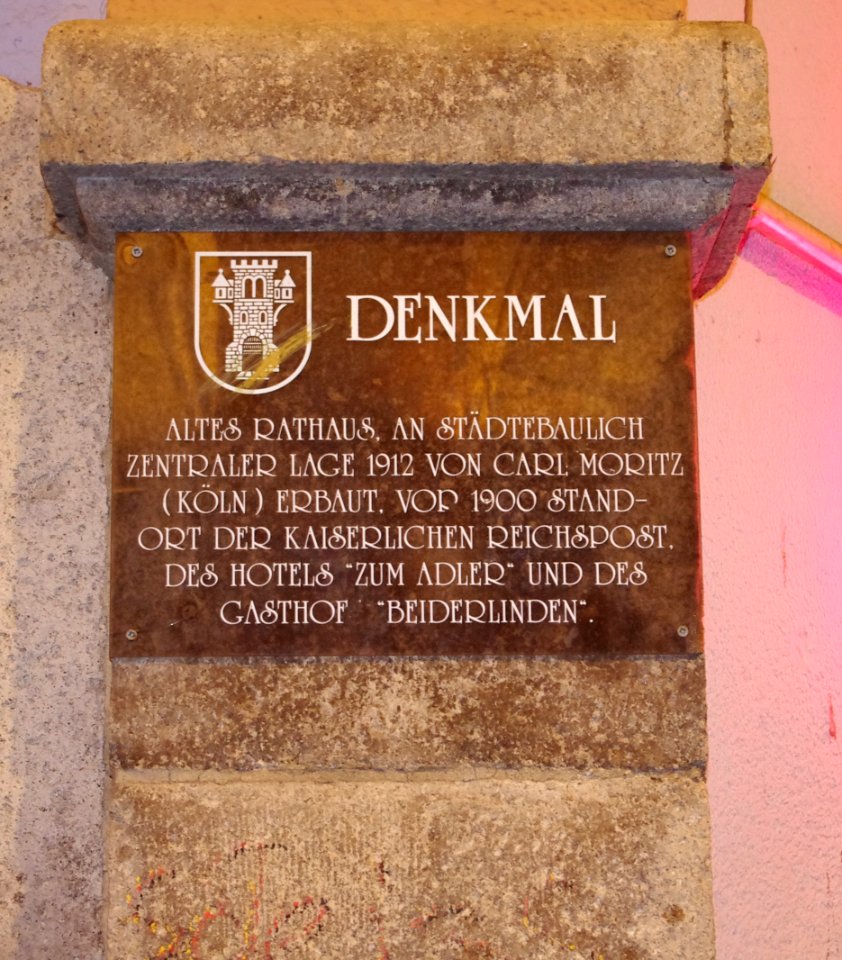 DENKMAL
ALTES RATHAUS, AN STÄDTEBAULICH
ZENTRALER LAGE 1912 VON CARL MORITZ
(KÖLN) ERBAUT, VOR 1900 STAND-
ORT DER KAISERLICHEN REICHSPOST,
DES HOTELS "ZUM ADLER" UND DES
GASTHOF "BEIDERLINDEN".